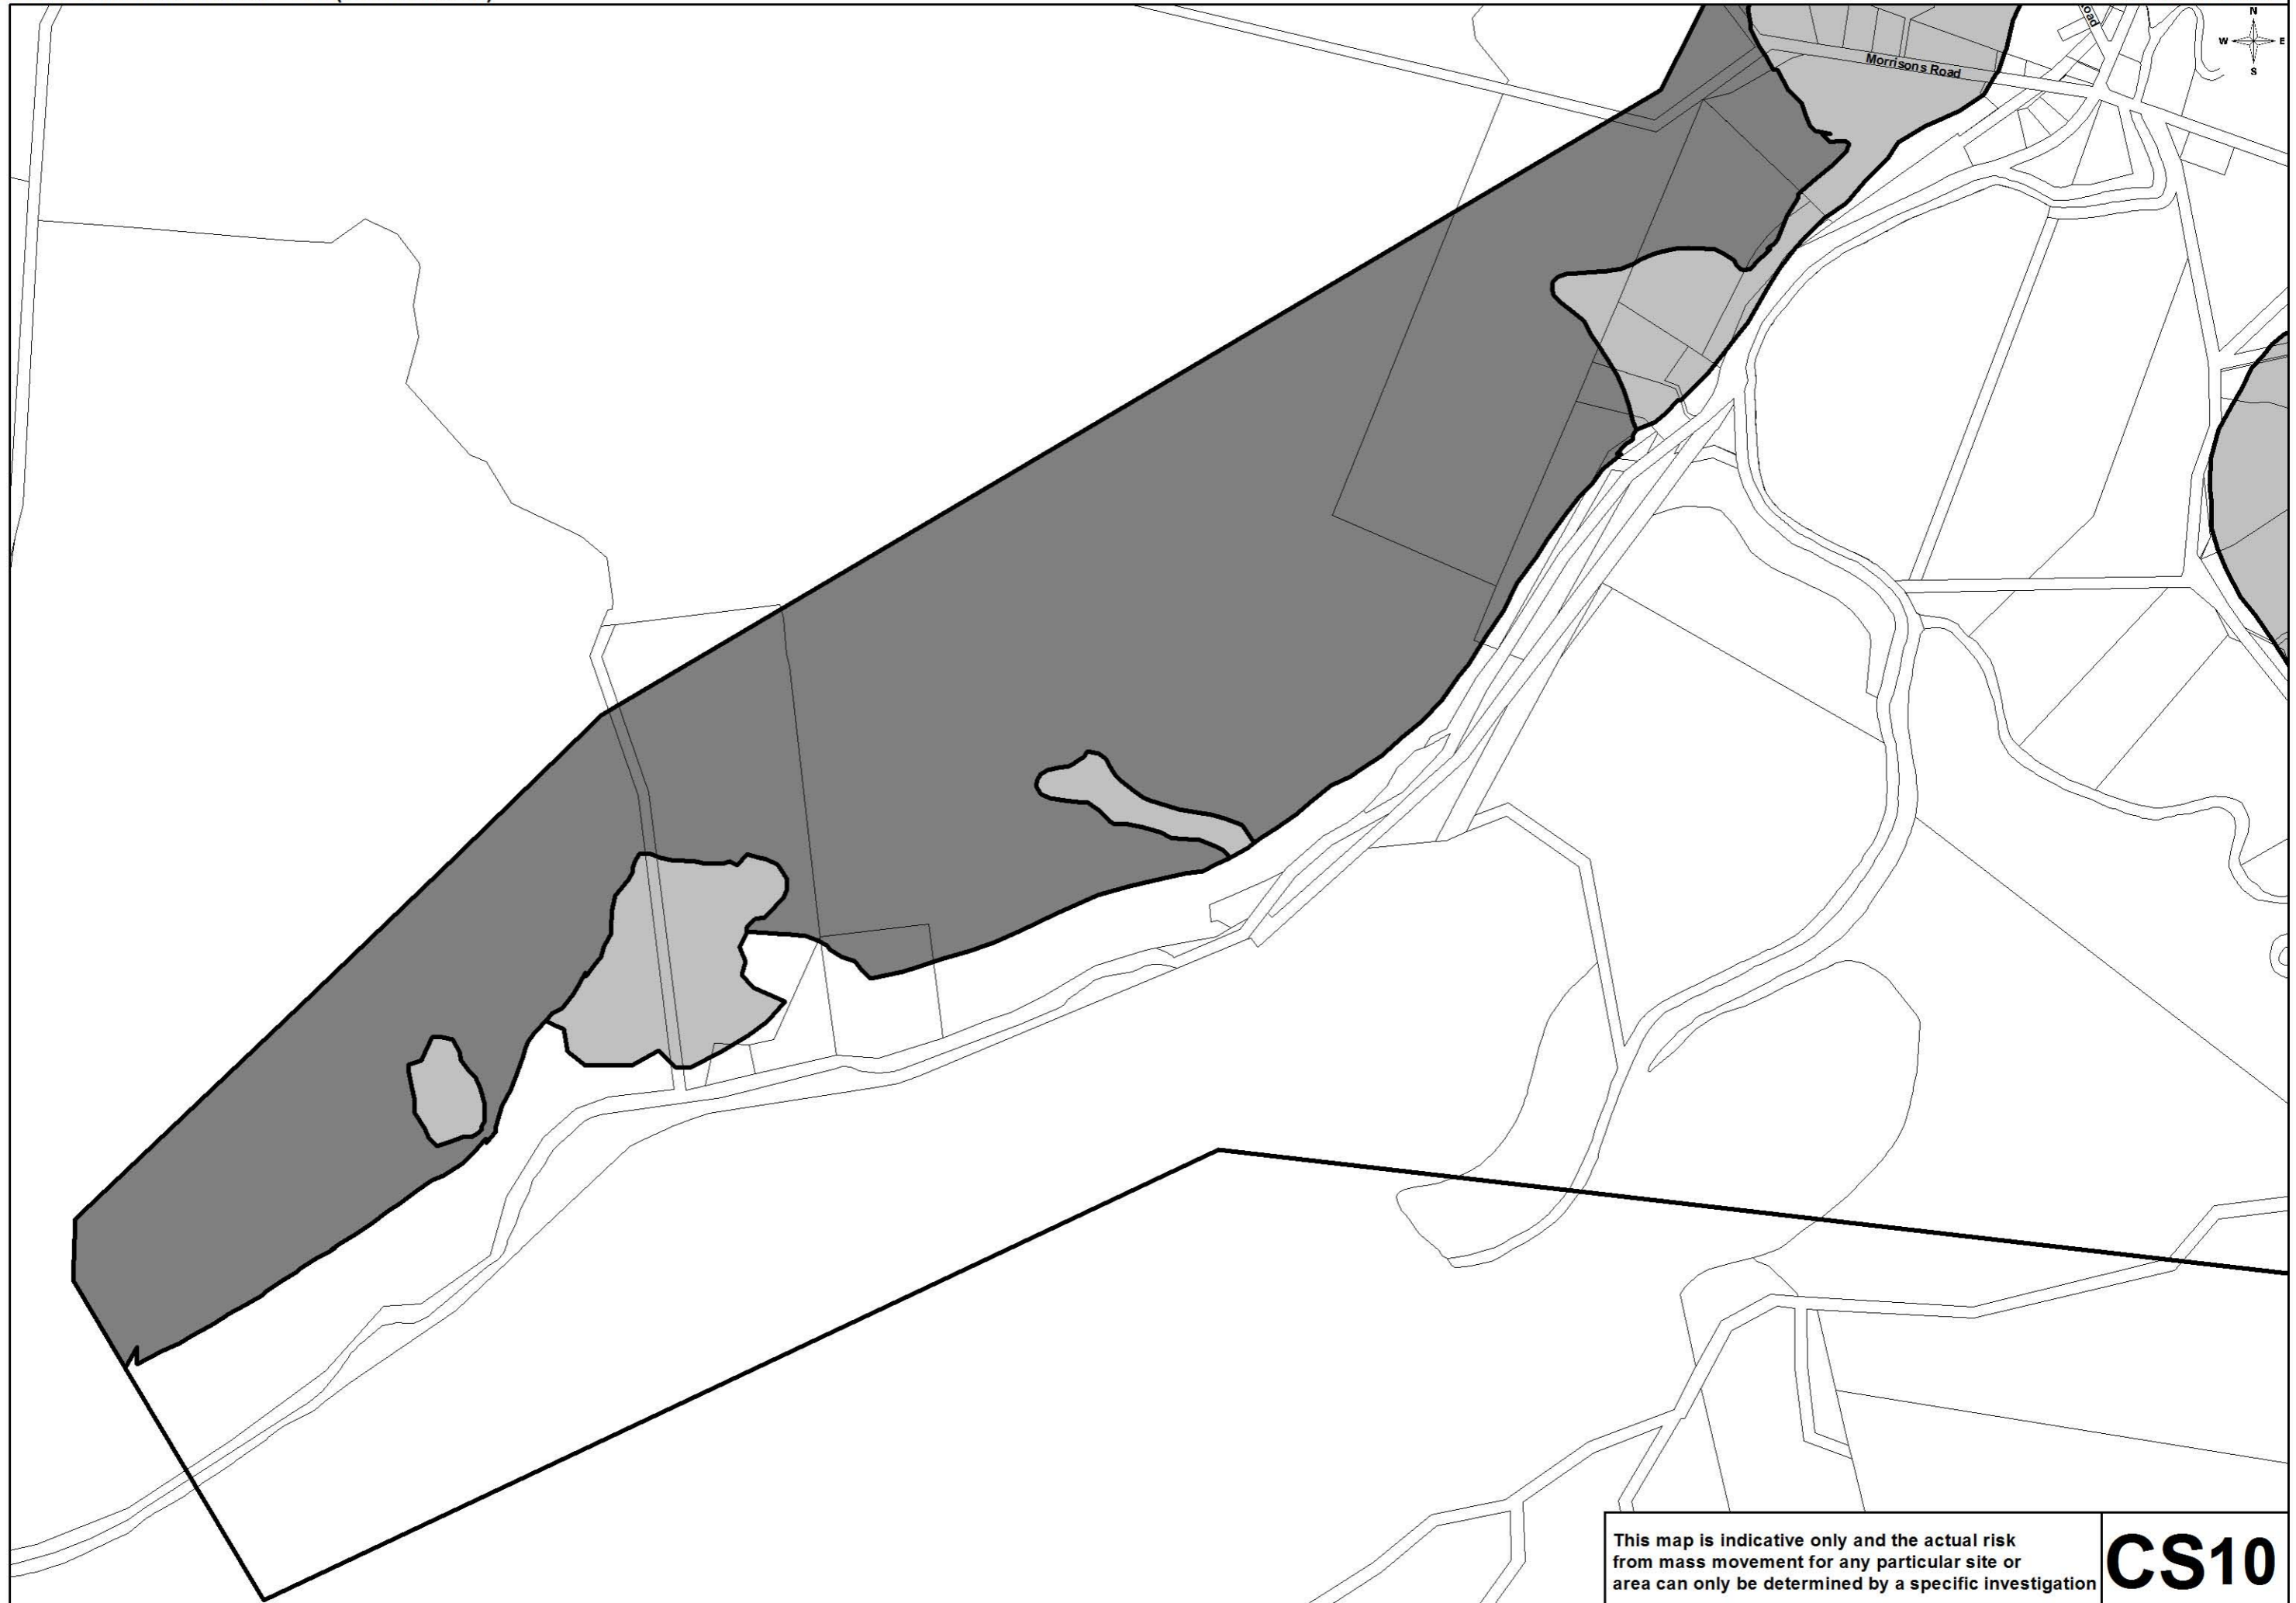 Road
N
W E
S
Morrisons Road
This map is indicative only and the actual risk
from mass movement for any particular site or
area can only be determined by a specific investigation
CS10